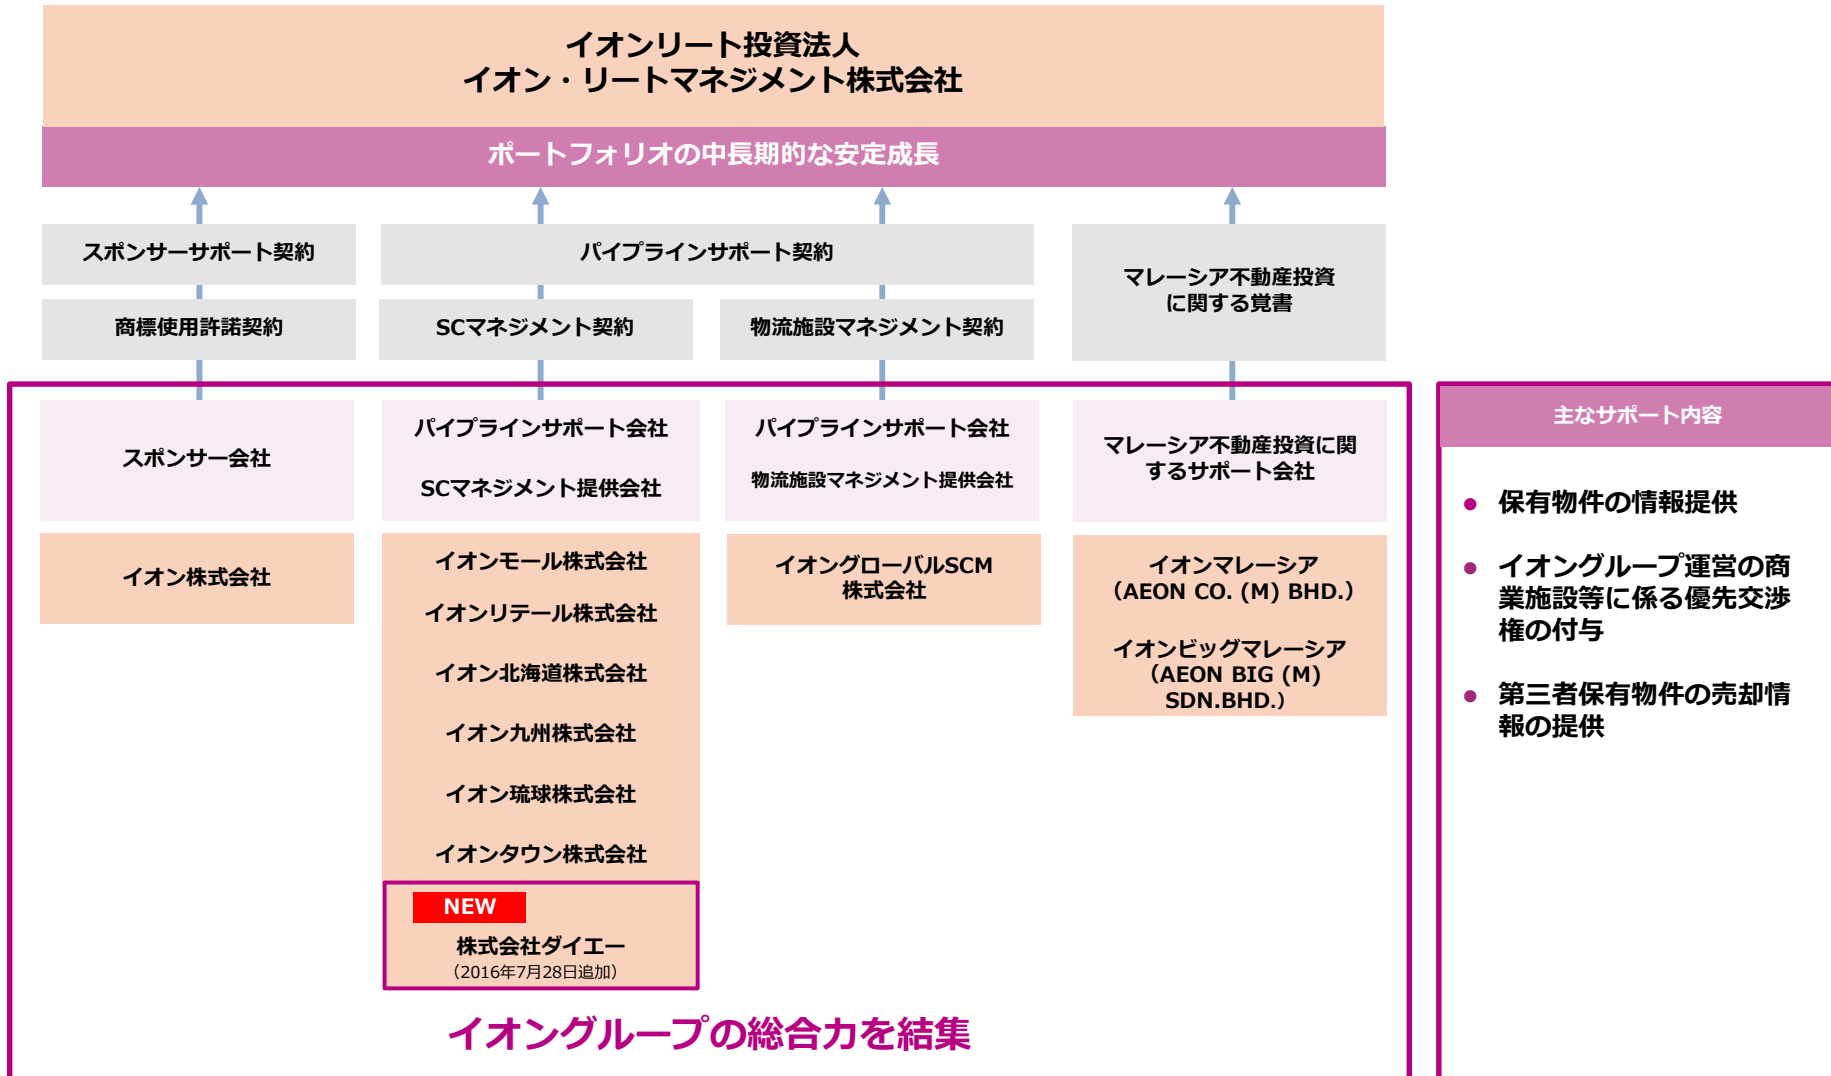 イオンリート投資法人
イオン・リートマネジメント株式会社
ポートフォリオの中長期的な安定成長
スポンサーサポート契約
パイプラインサポート契約
マレーシア不動産投資
に関する覚書
商標使用許諾契約
SCマネジメント契約
物流施設マネジメント契約
スポンサー会社
パイプラインサポート会社
SCマネジメント提供会社
パイプラインサポート会社
物流施設マネジメント提供会社
マレーシア不動産投資に関
するサポート会社
イオン株式会社
イオンモール株式会社
イオンリテール株式会社
イオン北海道株式会社
イオン九州株式会社
イオン琉球株式会社
イオンタウン株式会社
NEW
株式会社ダイエー
（2016年7月28日追加）
イオングローバルSCM
株式会社
イオンマレーシア
（AEON CO. (M) BHD.）
イオンビッグマレーシア
（AEON BIG (M)
SDN.BHD.）
イオングループの総合力を結集
主なサポート内容
● 保有物件の情報提供
● イオングループ運営の商
業施設等に係る優先交渉
権の付与
● 第三者保有物件の売却情
報の提供